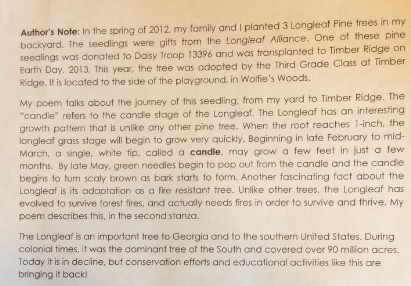 Author's Note: In the spring of 2012, my family and I planted 3 Longleaf Pine trees in my
backyard. The seedlings were gifts from the Longleaf Alliance. One of these pine
seedlings was donated to Daisy Troop 13396 and was transplanted to Timber Ridge on
Earth Day, 2013. This year, the tree was adopted by the Third Grade Class at Timber
Ridge. It is located to the side of the playground, in Wolfie's Woods.
My poem talks about the journey of this seedling, from my yard to Timber Ridge. The
"candle" refers to the candle stage of the Longleaf. The Longleaf has an interesting
growth pattern that is unlike any other pine tree. When the root reaches 1-inch, the
longleaf grass stage will begin to grow very quickly. Beginning in late February to mid-
March, a single, white tip, called a candle, may grow a few feet in just a few
months. By late May, green needles begin to pop out from the candle and the candle
begins to turn scaly brown as bark starts to form. Another fascinating fact about the
Longleaf is its adaptation as a fire resistant tree. Unlike other trees, the Longleaf has
evolved to survive forest fires, and actually needs fires in order to survive and thrive. My
poem describes this, in the second stanza.
The Longleaf is an important tree to Georgia and to the southern United States. During
colonial times, it was the dominant tree of the South and covered over 90 million acres.
Today it is in decline, but conservation efforts and educational activities like this are
bringing it back!